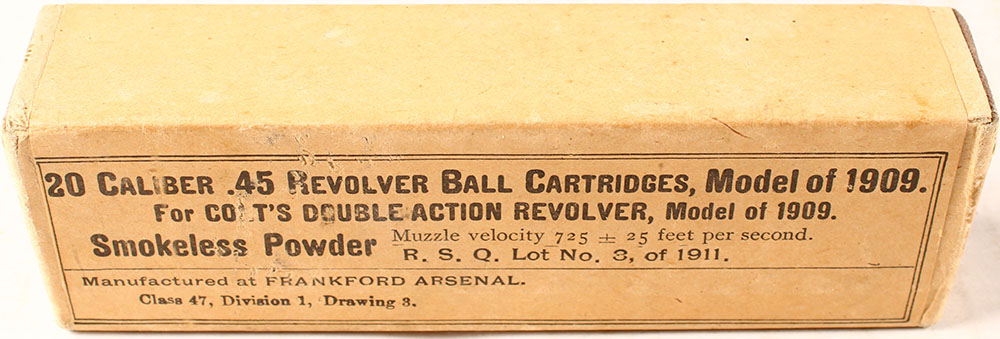 20 CALIBER .45 REVOLVER BALL CARTRIDGES, Model of 1909.
For COLT'S DOUBLE ACTION REVOLVER, Model of 1909.
Smokeless Powder Muzzle velocity 725 ± 25 feet per second.
R. S. Q. Lot No. 3, of 1911.
Manufactured at FRANKFORD ARSENAL.
Class 47, Division 1, Drawing 3.